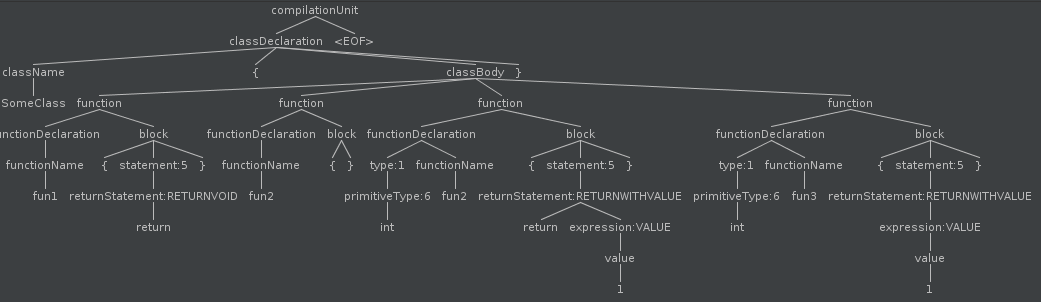 compilationUnit
classDeclaration <EOF>
className { classBody }
SomeClass function function function function
unctionDeclaration block functionDeclaration block functionDeclaration block functionDeclaration block
functionName { statement:5 } functionName { } type:1 functionName { statement:5 } type:1 functionName { statement:5 }
fun1 returnStatement:RETURNVOID fun2 primitiveType:6 fun2 returnStatement:RETURNWITHVALUE primitiveType:6 fun3 returnStatement:RETURNWITHVALUE
return int return expression:VALUE int expression:VALUE
value value
1 1